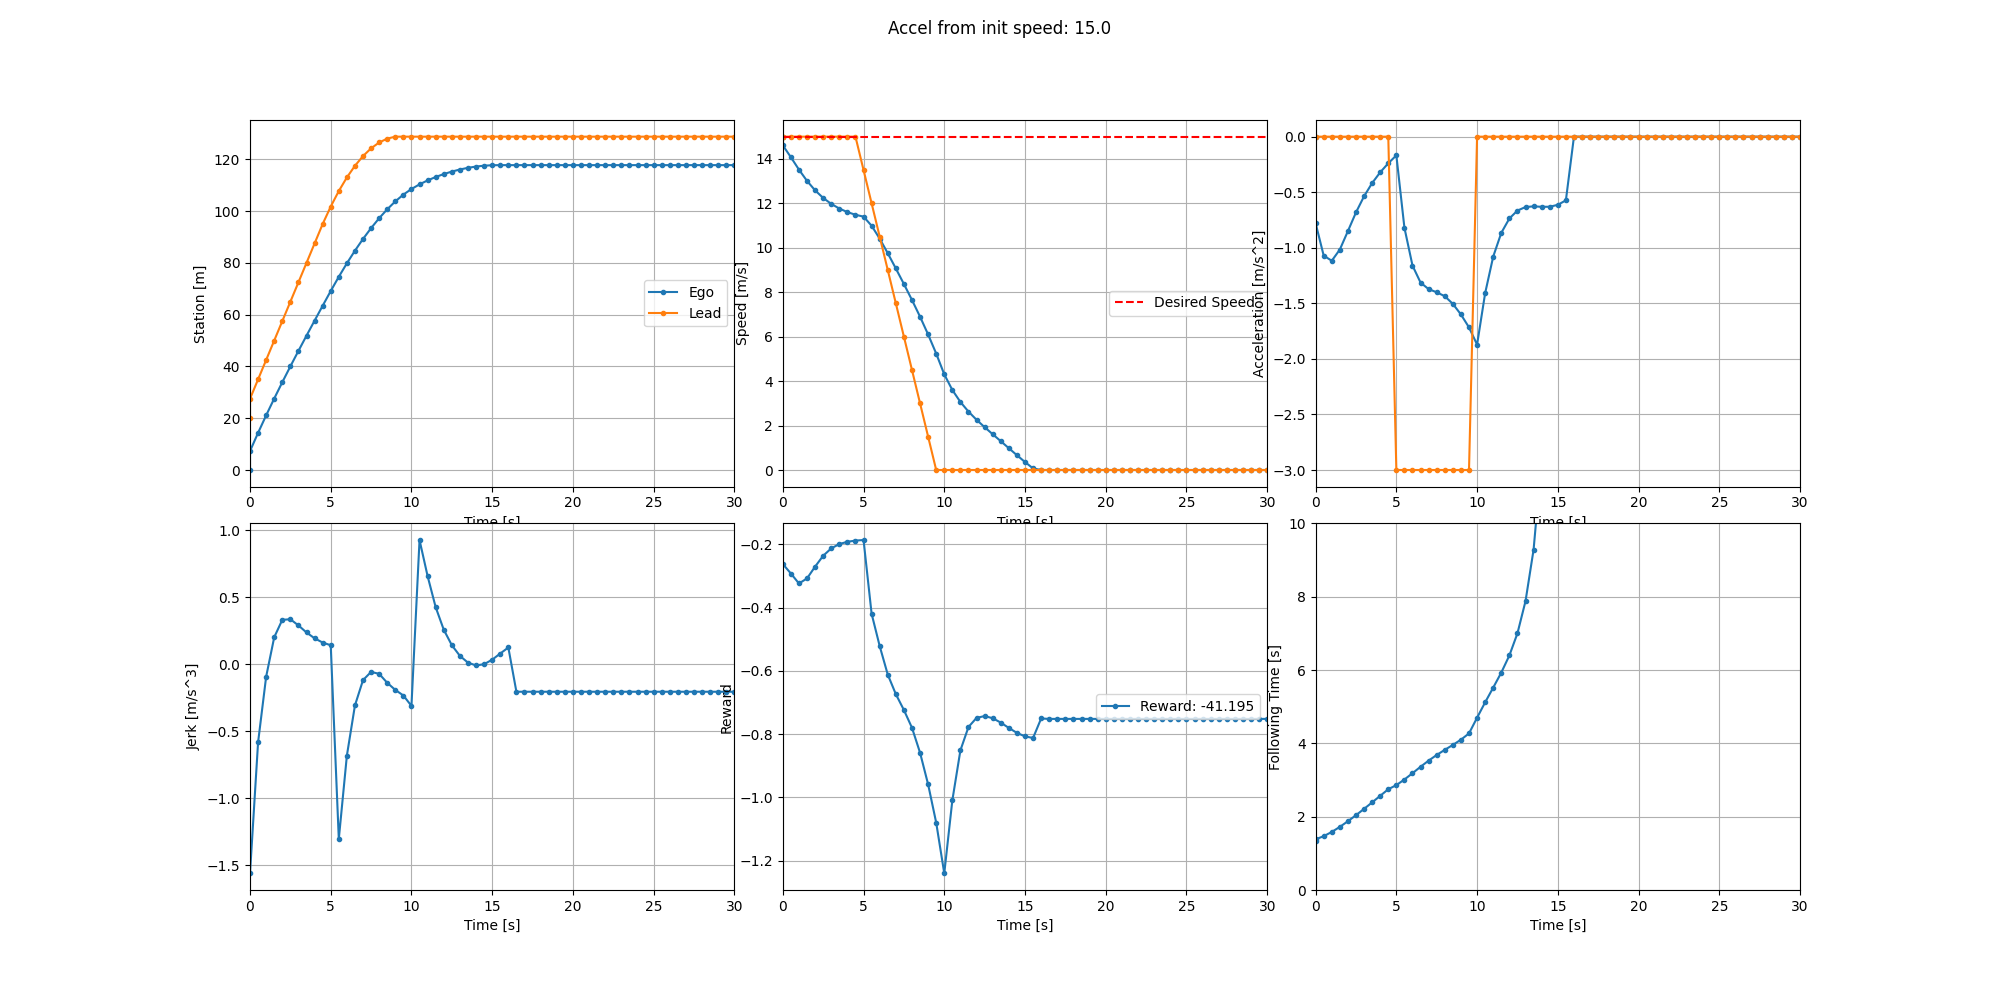 Accel from init speed: 15.0
Station [m]
120
100
80
60
40
20
0
0 5 10 15 20 25 30
Time [s]
Ego
Lead
Speed [m/s]
14
12
10
8
6
4
2
0
0 5 10 15 20 25 30
Time [s]
Desired Speed
Acceleration [m/s^2]
0.0
−0.5
−1.0
−1.5
−2.0
−2.5
−3.0
0 5 10 15 20 25 30
Time [s]
Jerk [m/s^3]
1.0
0.5
0.0
−0.5
−1.0
−1.5
0 5 10 15 20 25 30
Time [s]
Reward
−0.2
−0.4
−0.6
−0.8
−1.0
−1.2
0 5 10 15 20 25 30
Time [s]
Reward: -41.195
Following Time [s]
10
8
6
4
2
0
0 5 10 15 20 25 30
Time [s]